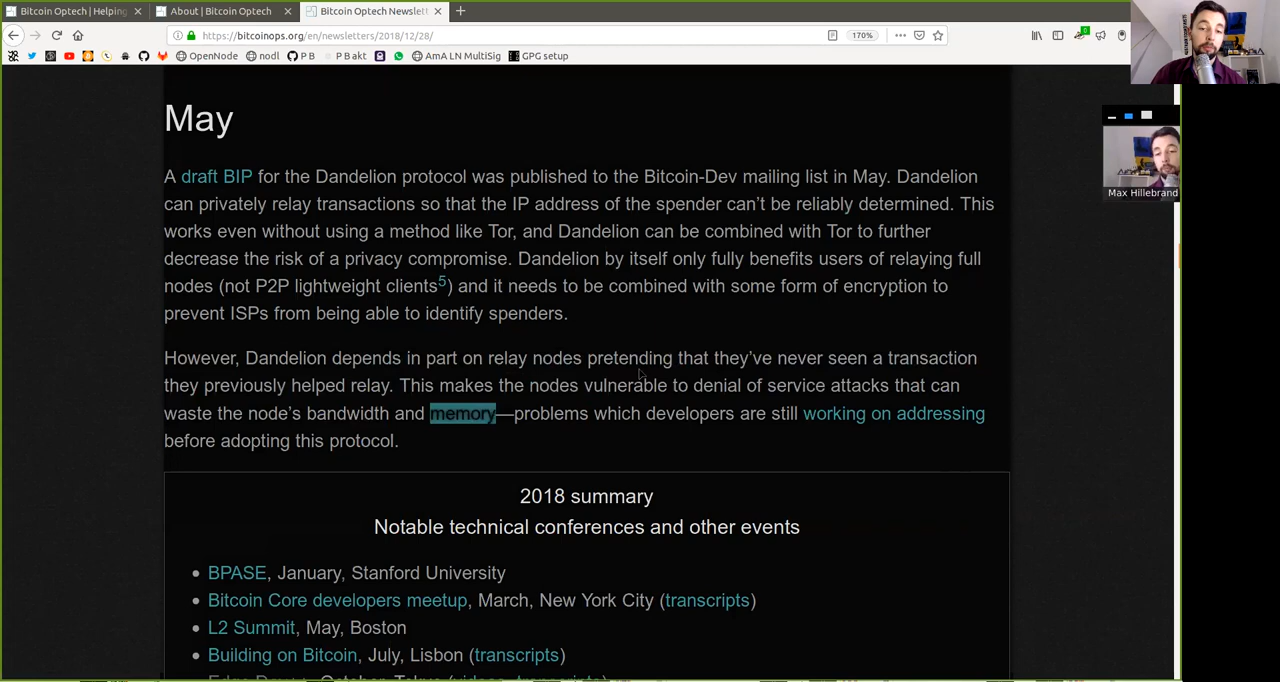 Bitcoin Optech | Helping
About | Bitcoin Optech
Bitcoin Optech Newslett
https://bitcoinops.org/en/newsletters/2018/12/28/
170%
OpenNode
nodl
P B
P B akt
AmA LN MultiSig
GPG setup
Max Hillebrand
May
A draft BIP for the Dandelion protocol was published to the Bitcoin-Dev mailing list in May. Dandelion
can privately relay transactions so that the IP address of the spender can’t be reliably determined. This
works even without using a method like Tor, and Dandelion can be combined with Tor to further
decrease the risk of a privacy compromise. Dandelion by itself only fully benefits users of relaying full
nodes (not P2P lightweight clients5) and it needs to be combined with some form of encryption to
prevent ISPs from being able to identify spenders.
However, Dandelion depends in part on relay nodes pretending that they’ve never seen a transaction
they previously helped relay. This makes the nodes vulnerable to denial of service attacks that can
waste the node’s bandwidth and memory—problems which developers are still working on addressing
before adopting this protocol.
2018 summary
Notable technical conferences and other events
• BPASE, January, Stanford University
• Bitcoin Core developers meetup, March, New York City (transcripts)
• L2 Summit, May, Boston
• Building on Bitcoin, July, Lisbon (transcripts)